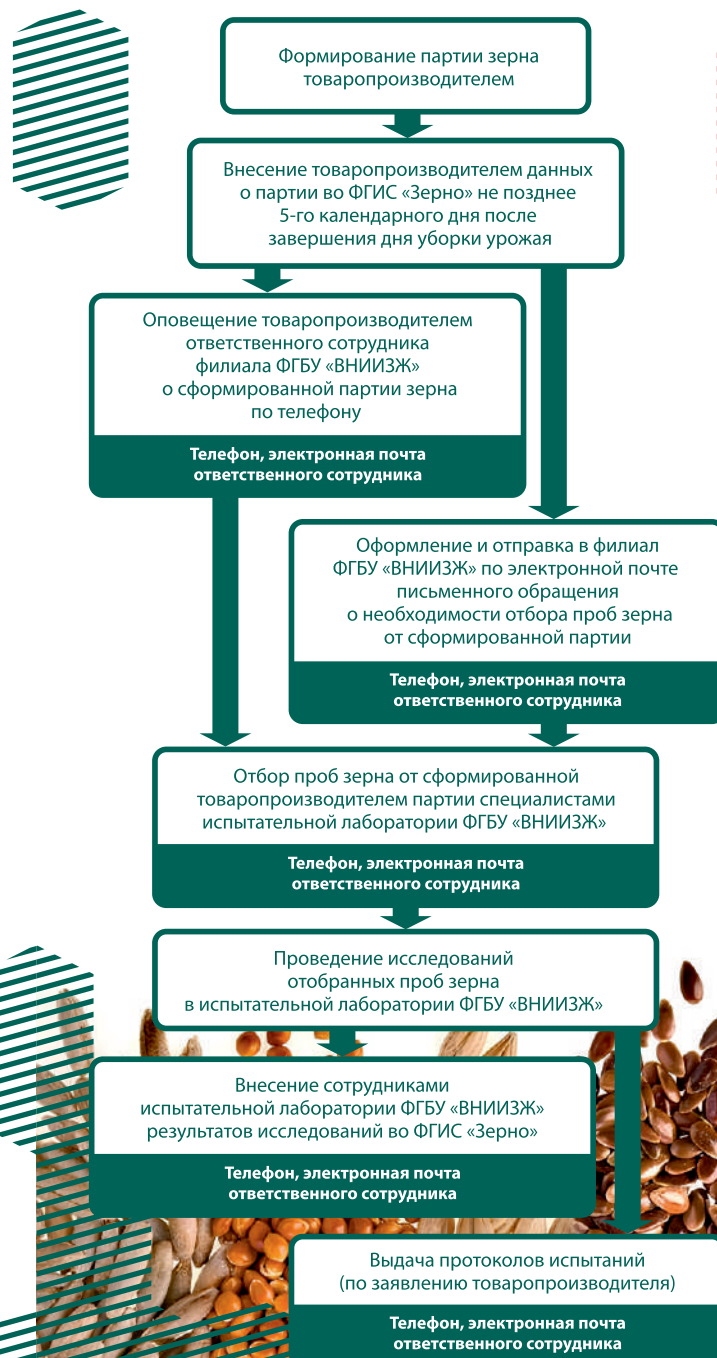 Формирование партии зерна
товаропроизводителем
Внесение товаропроизводителем данных
о партии во ФГИС «Зерно» не позднее
5-го календарного дня после
завершения дня уборки урожая
Оповещение товаропроизводителем
ответственного сотрудника
филиала ФГБУ «ВНИИЗЖ»
о сформированной партии зерна
по телефону
Телефон, электронная почта
ответственного сотрудника
Оформление и отправка в филиал
ФГБУ «ВНИИЗЖ» по электронной почте
письменного обращения
о необходимости отбора проб зерна
от сформированной партии
Телефон, электронная почта
ответственного сотрудника
Отбор проб зерна от сформированной
товаропроизводителем партии специалистами
испытательной лаборатории ФГБУ «ВНИИЗЖ»
Телефон, электронная почта
ответственного сотрудника
Проведение исследований
отобранных проб зерна
в испытательной лаборатории ФГБУ «ВНИИЗЖ»
Внесение сотрудниками
испытательной лаборатории ФГБУ «ВНИИЗЖ»
результатов исследований во ФГИС «Зерно»
Телефон, электронная почта
ответственного сотрудника
Выдача протоколов испытаний
(по заявлению товаропроизводителя)
Телефон, электронная почта
ответственного сотрудника